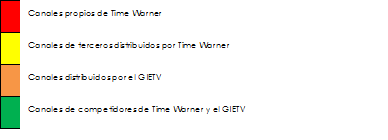 Canales propios de Time Warner
Canales de terceros distribuidos por Time Warner
Canales distribuidos por el GIETV
Canales de competidores de Time Warner y el GIETV